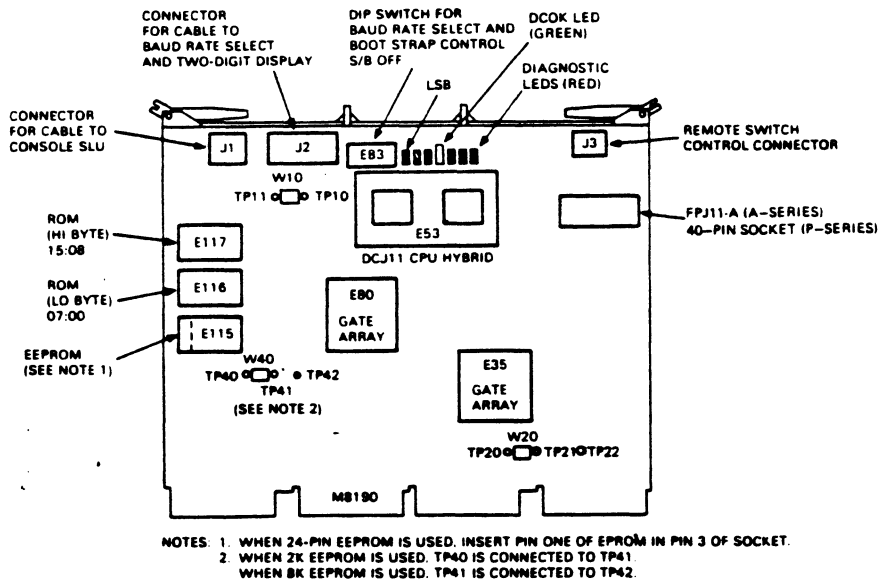 CONNECTOR
FOR CABLE TO
BAUD RATE SELECT
AND TWO-DIGIT DISPLAY
DIP SWITCH FOR
BAUD RATE SELECT AND
BOOT STRAP CONTROL
S/B OFF
DCOK LED
(GREEN)
LSB
DIAGNOSTIC
LEDS (RED)
CONNECTOR
FOR CABLE TO
CONSOLE SLU
J1
J2
E83
J3
REMOTE SWITCH
CONTROL CONNECTOR
W10
TP11
TP10
E53
DCJ11 CPU HYBRID
FPJ11-A (A-SERIES)
40-PIN SOCKET (P-SERIES)
ROM
(HI BYTE)
15:08
E117
ROM
(LO BYTE)
07:00
E116
E80
GATE
ARRAY
EEPROM
(SEE NOTE 1)
E115
W40
TP40
TP41
TP42
(SEE NOTE 2)
E35
GATE
ARRAY
W20
TP20
TP21
TP22
M8190
NOTES: 1. WHEN 24-PIN EEPROM IS USED, INSERT PIN ONE OF EPROM IN PIN 3 OF SOCKET.
2. WHEN 2K EEPROM IS USED, TP40 IS CONNECTED TO TP41.
WHEN 8K EEPROM IS USED, TP41 IS CONNECTED TO TP42.